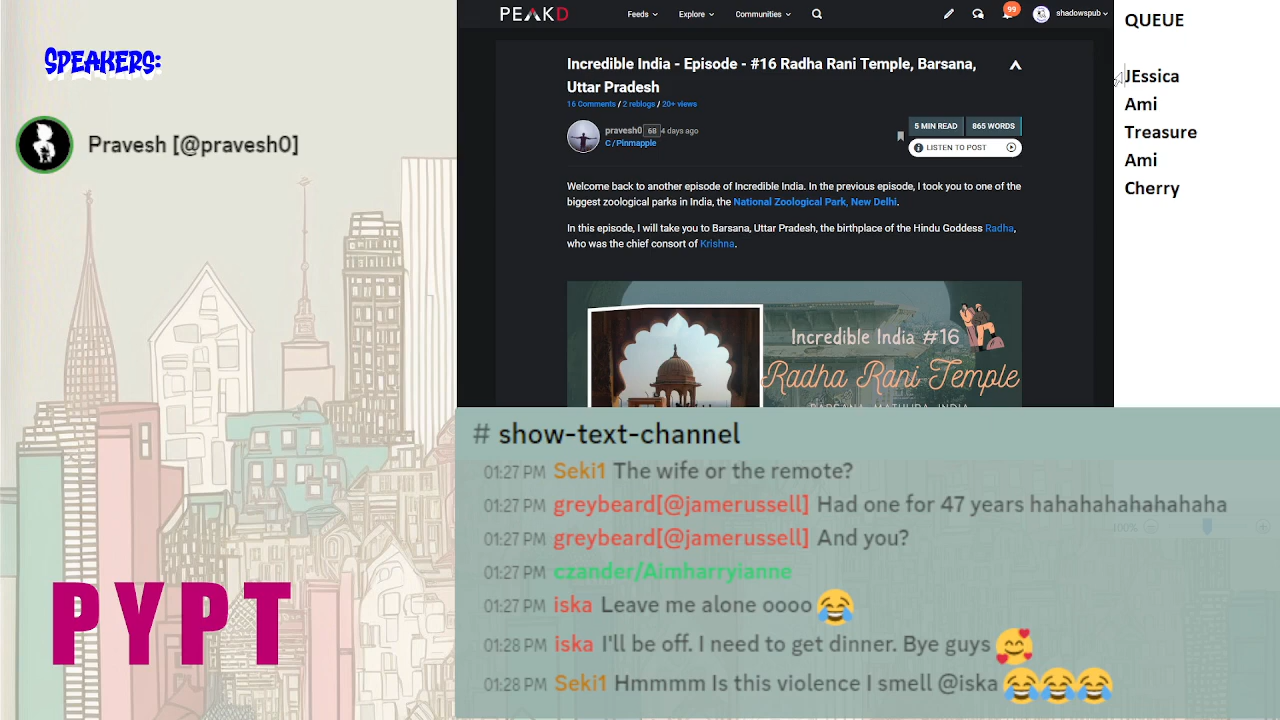 SPEAKERS:
Pravesh [@pravesh0]
PYPT
PEAKD
Feeds
Explore
Communities
99
shadowspub
Incredible India - Episode - #16 Radha Rani Temple, Barsana,
Uttar Pradesh
16 Comments / 2 reblogs / 20+ views
pravesh0 68 4 days ago
C / Pinmapple
5 MIN READ
865 WORDS
LISTEN TO POST
Welcome back to another episode of Incredible India. In the previous episode, I took you to one of the
biggest zoological parks in India, the National Zoological Park, New Delhi.
In this episode, I will take you to Barsana, Uttar Pradesh, the birthplace of the Hindu Goddess Radha,
who was the chief consort of Krishna.
Incredible India #16
Radha Rani Temple
BARSANA, MATHURA, INDIA
QUEUE
JEssica
Ami
Treasure
Ami
Cherry
# show-text-channel
01:27 PM Seki1 The wife or the remote?
01:27 PM greybeard[@jamerussell] Had one for 47 years hahahahahahahaha
01:27 PM greybeard[@jamerussell] And you?
01:27 PM czander/Aimharryianne
01:27 PM iska Leave me alone oooo 😂
01:28 PM iska I'll be off. I need to get dinner. Bye guys 🥰
01:28 PM Seki1 Hmmmm Is this violence I smell @iska 😂😂😂
100%